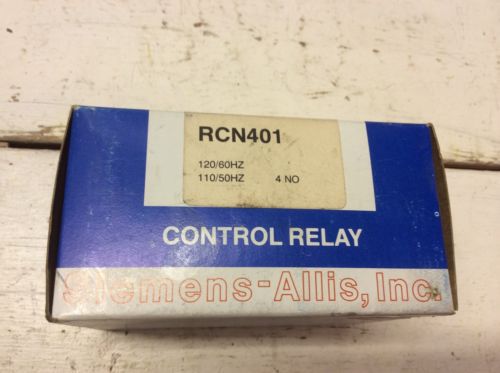 RCN401
120/60HZ
110/50HZ 4 NO
CONTROL RELAY
Siemens-Allis, Inc.